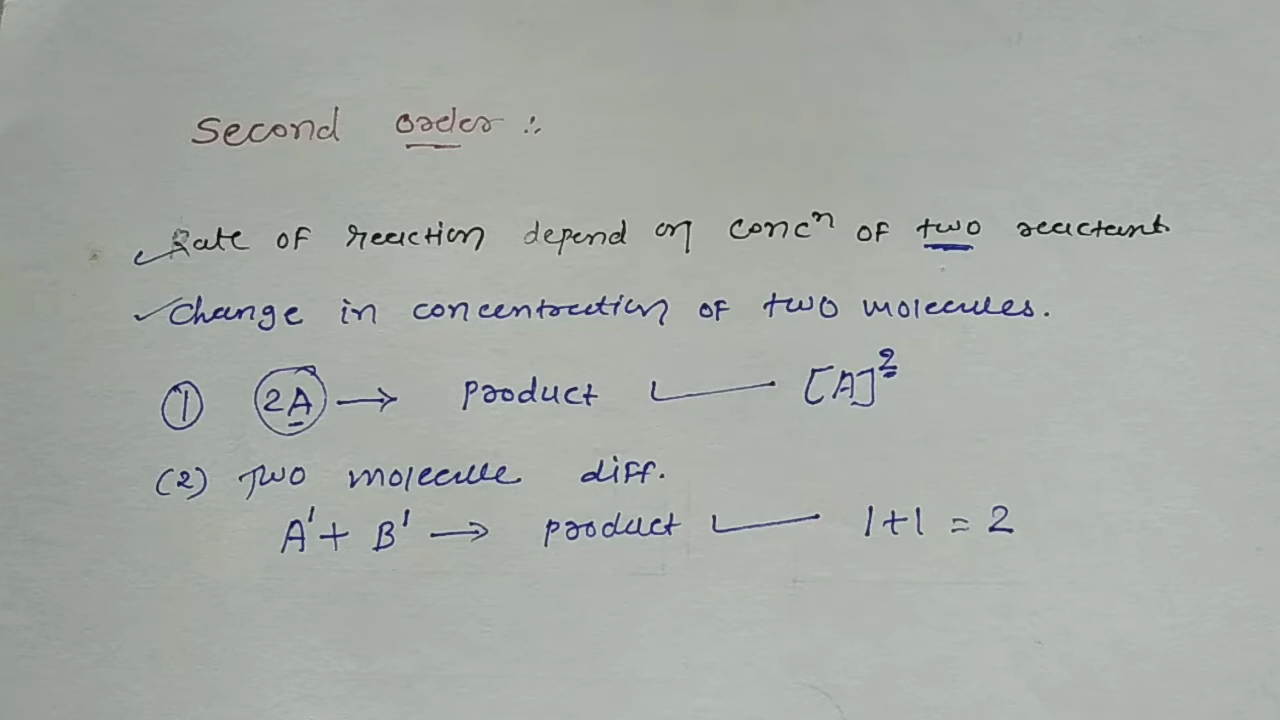 Second order :.
Rate of reaction depend on concⁿ of two reactant.
Change in concentration of two molecules.
① 2A → product [A]²
(2) Two molecule diff.
A¹ + B¹ → product 1+1 = 2